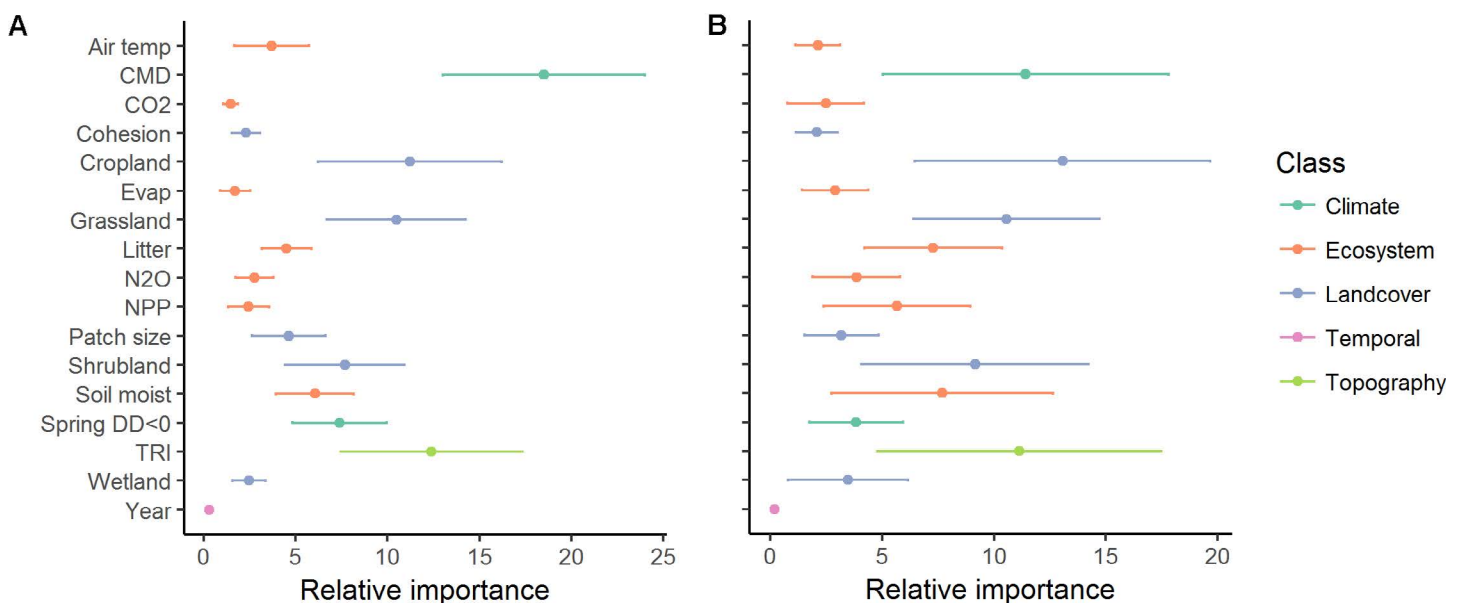 A
B
Air temp
CMD
CO2
Cohesion
Cropland
Evap
Grassland
Litter
N2O
NPP
Patch size
Shrubland
Soil moist
Spring DD<0
TRI
Wetland
Year
0 5 10 15 20 25
Relative importance
0 5 10 15 20
Relative importance
Class
Climate
Ecosystem
Landcover
Temporal
Topography